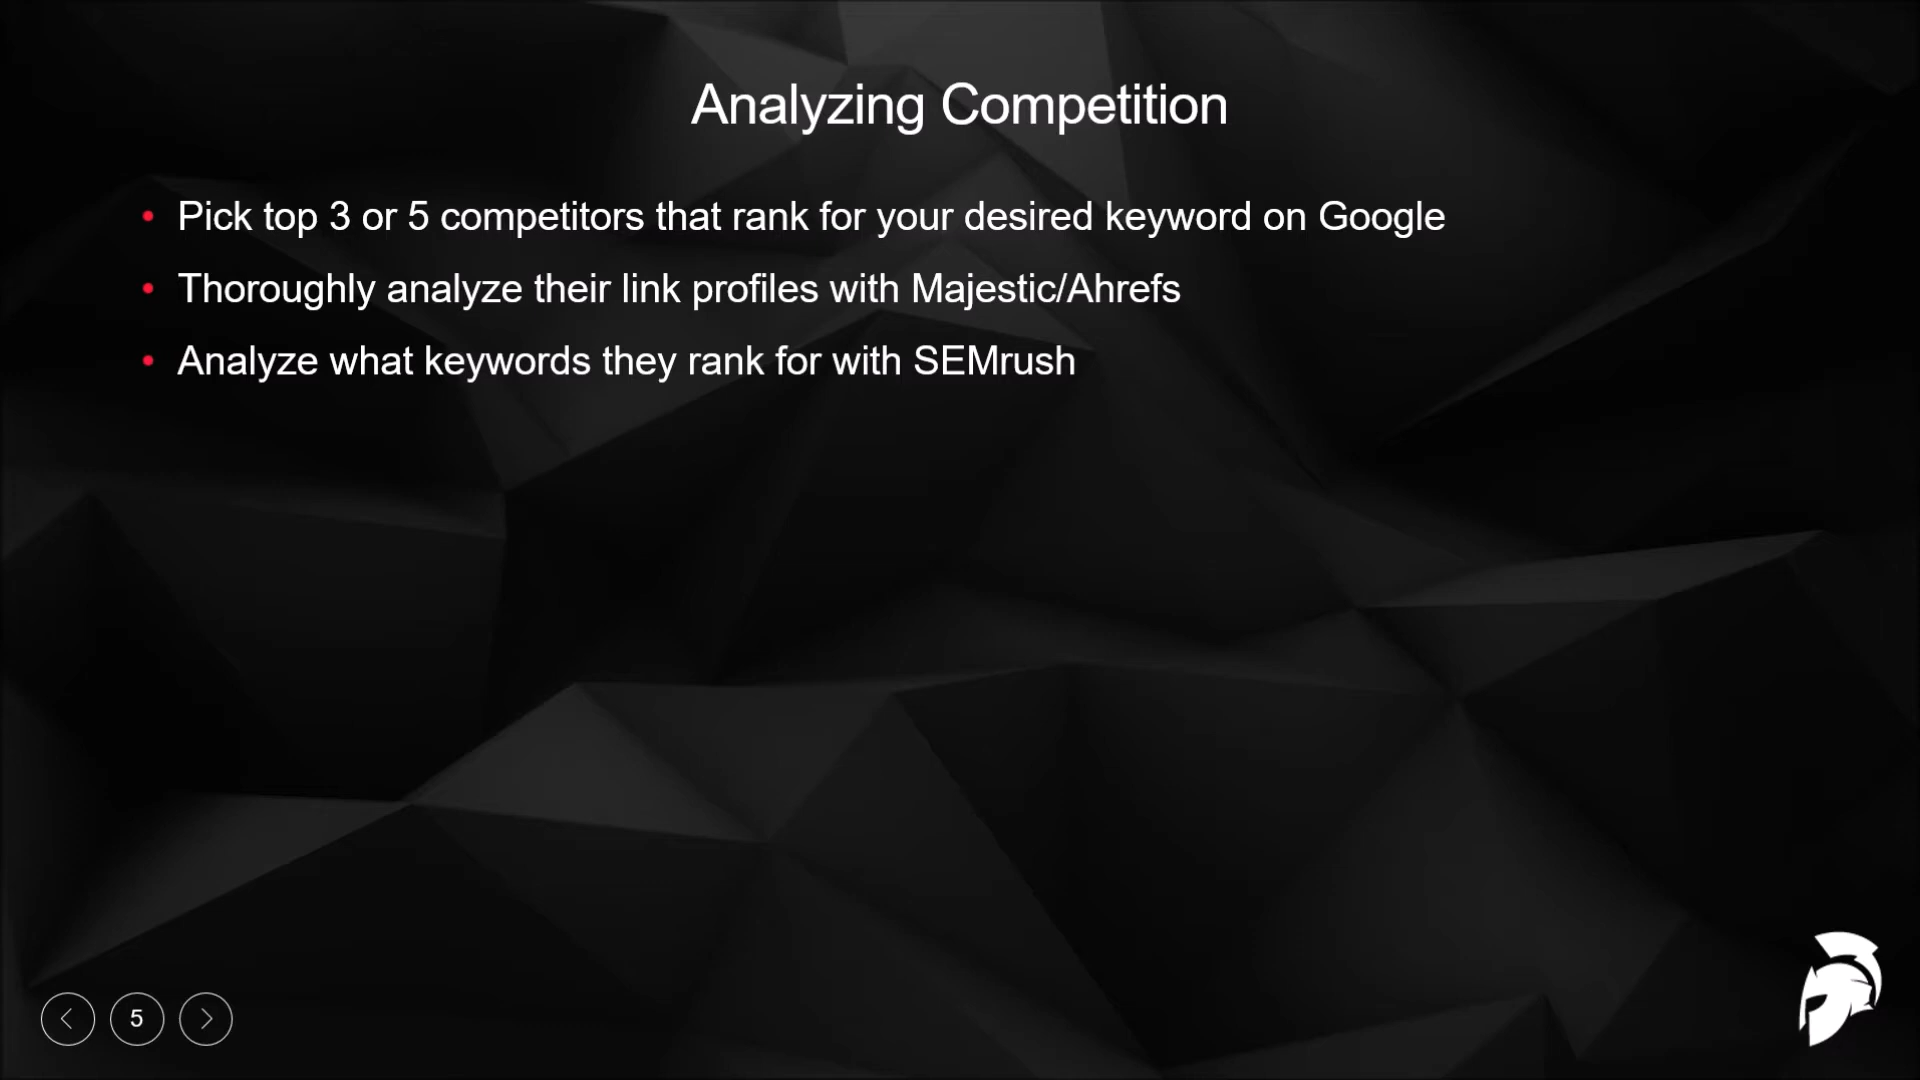 Analyzing Competition
• Pick top 3 or 5 competitors that rank for your desired keyword on Google
• Thoroughly analyze their link profiles with Majestic/Ahrefs
• Analyze what keywords they rank for with SEMrush
5